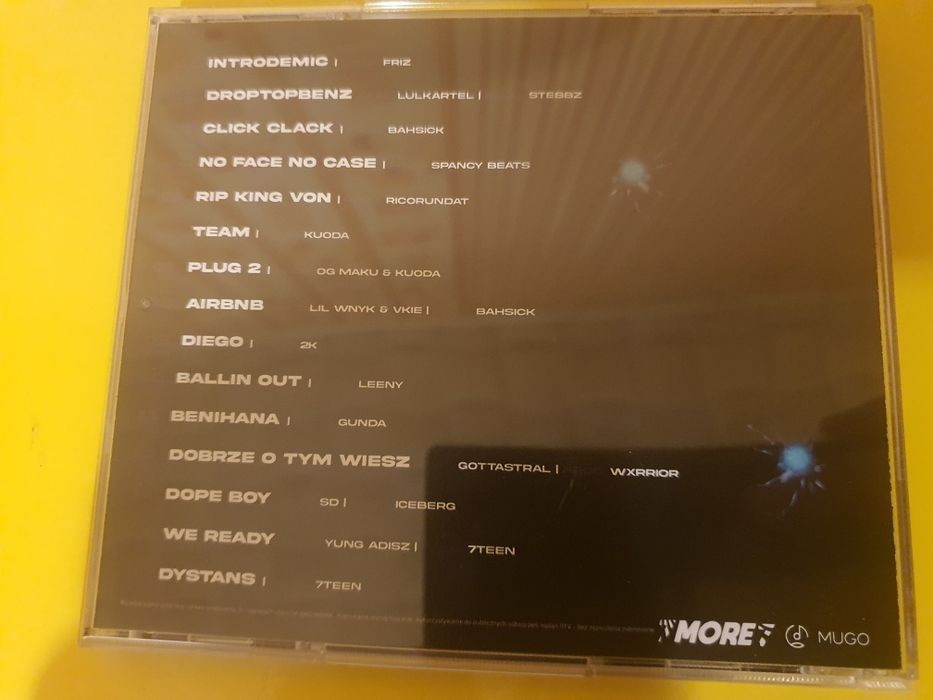 INTRODEMIC | FRIZ
DROPTOPBENZ LULKARTEL | STEBBZ
CLICK CLACK | BAHSICK
NO FACE NO CASE | SPANCY BEATS
RIP KING VON | RICORUNDAT
TEAM | KUODA
PLUG 2 | OG MAKU & KUODA
AIRBNB LIL WNYK & VKIE | BAHSICK
DIEGO | 2K
BALLIN OUT | LEENY
BENIHANA | GUNDA
DOBRZE O TYM WIESZ GOTTASTRAL | WXRRIOR
DOPE BOY SD | ICEBERG
WE READY YUNG ADISZ | 7TEEN
DYSTANS | 7TEEN
MORE MUGO